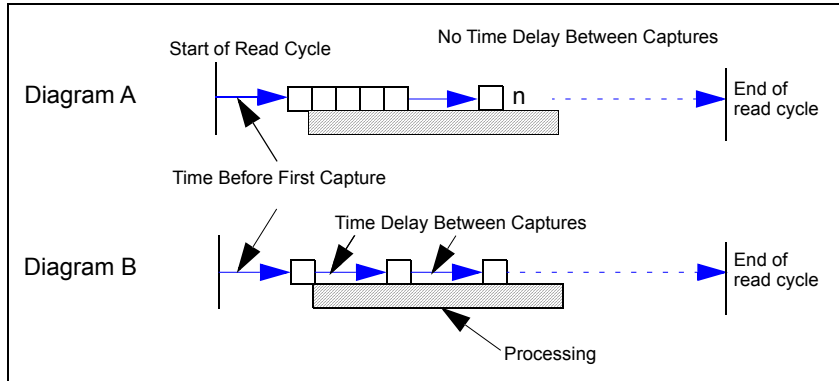 Start of Read Cycle
No Time Delay Between Captures
Diagram A
n
End of
read cycle
Time Before First Capture
Time Delay Between Captures
Diagram B
End of
read cycle
Processing